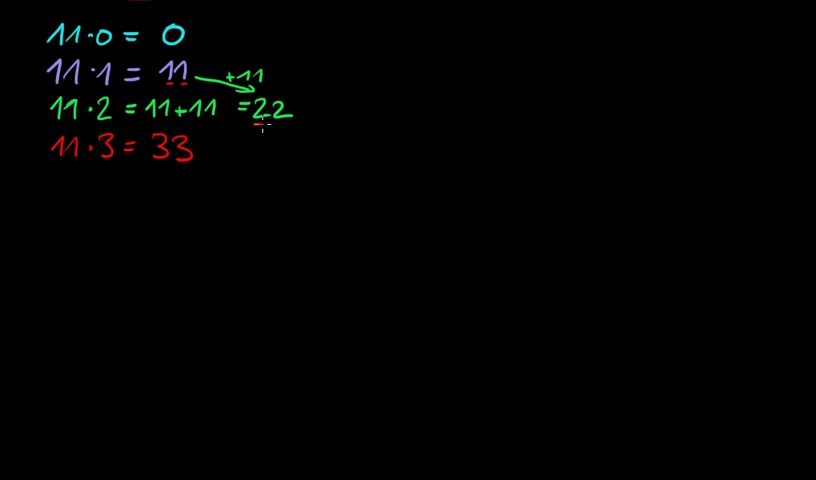 11·0 = 0
11·1 = 11
+11
11·2 = 11+11 =22
11·3 = 33